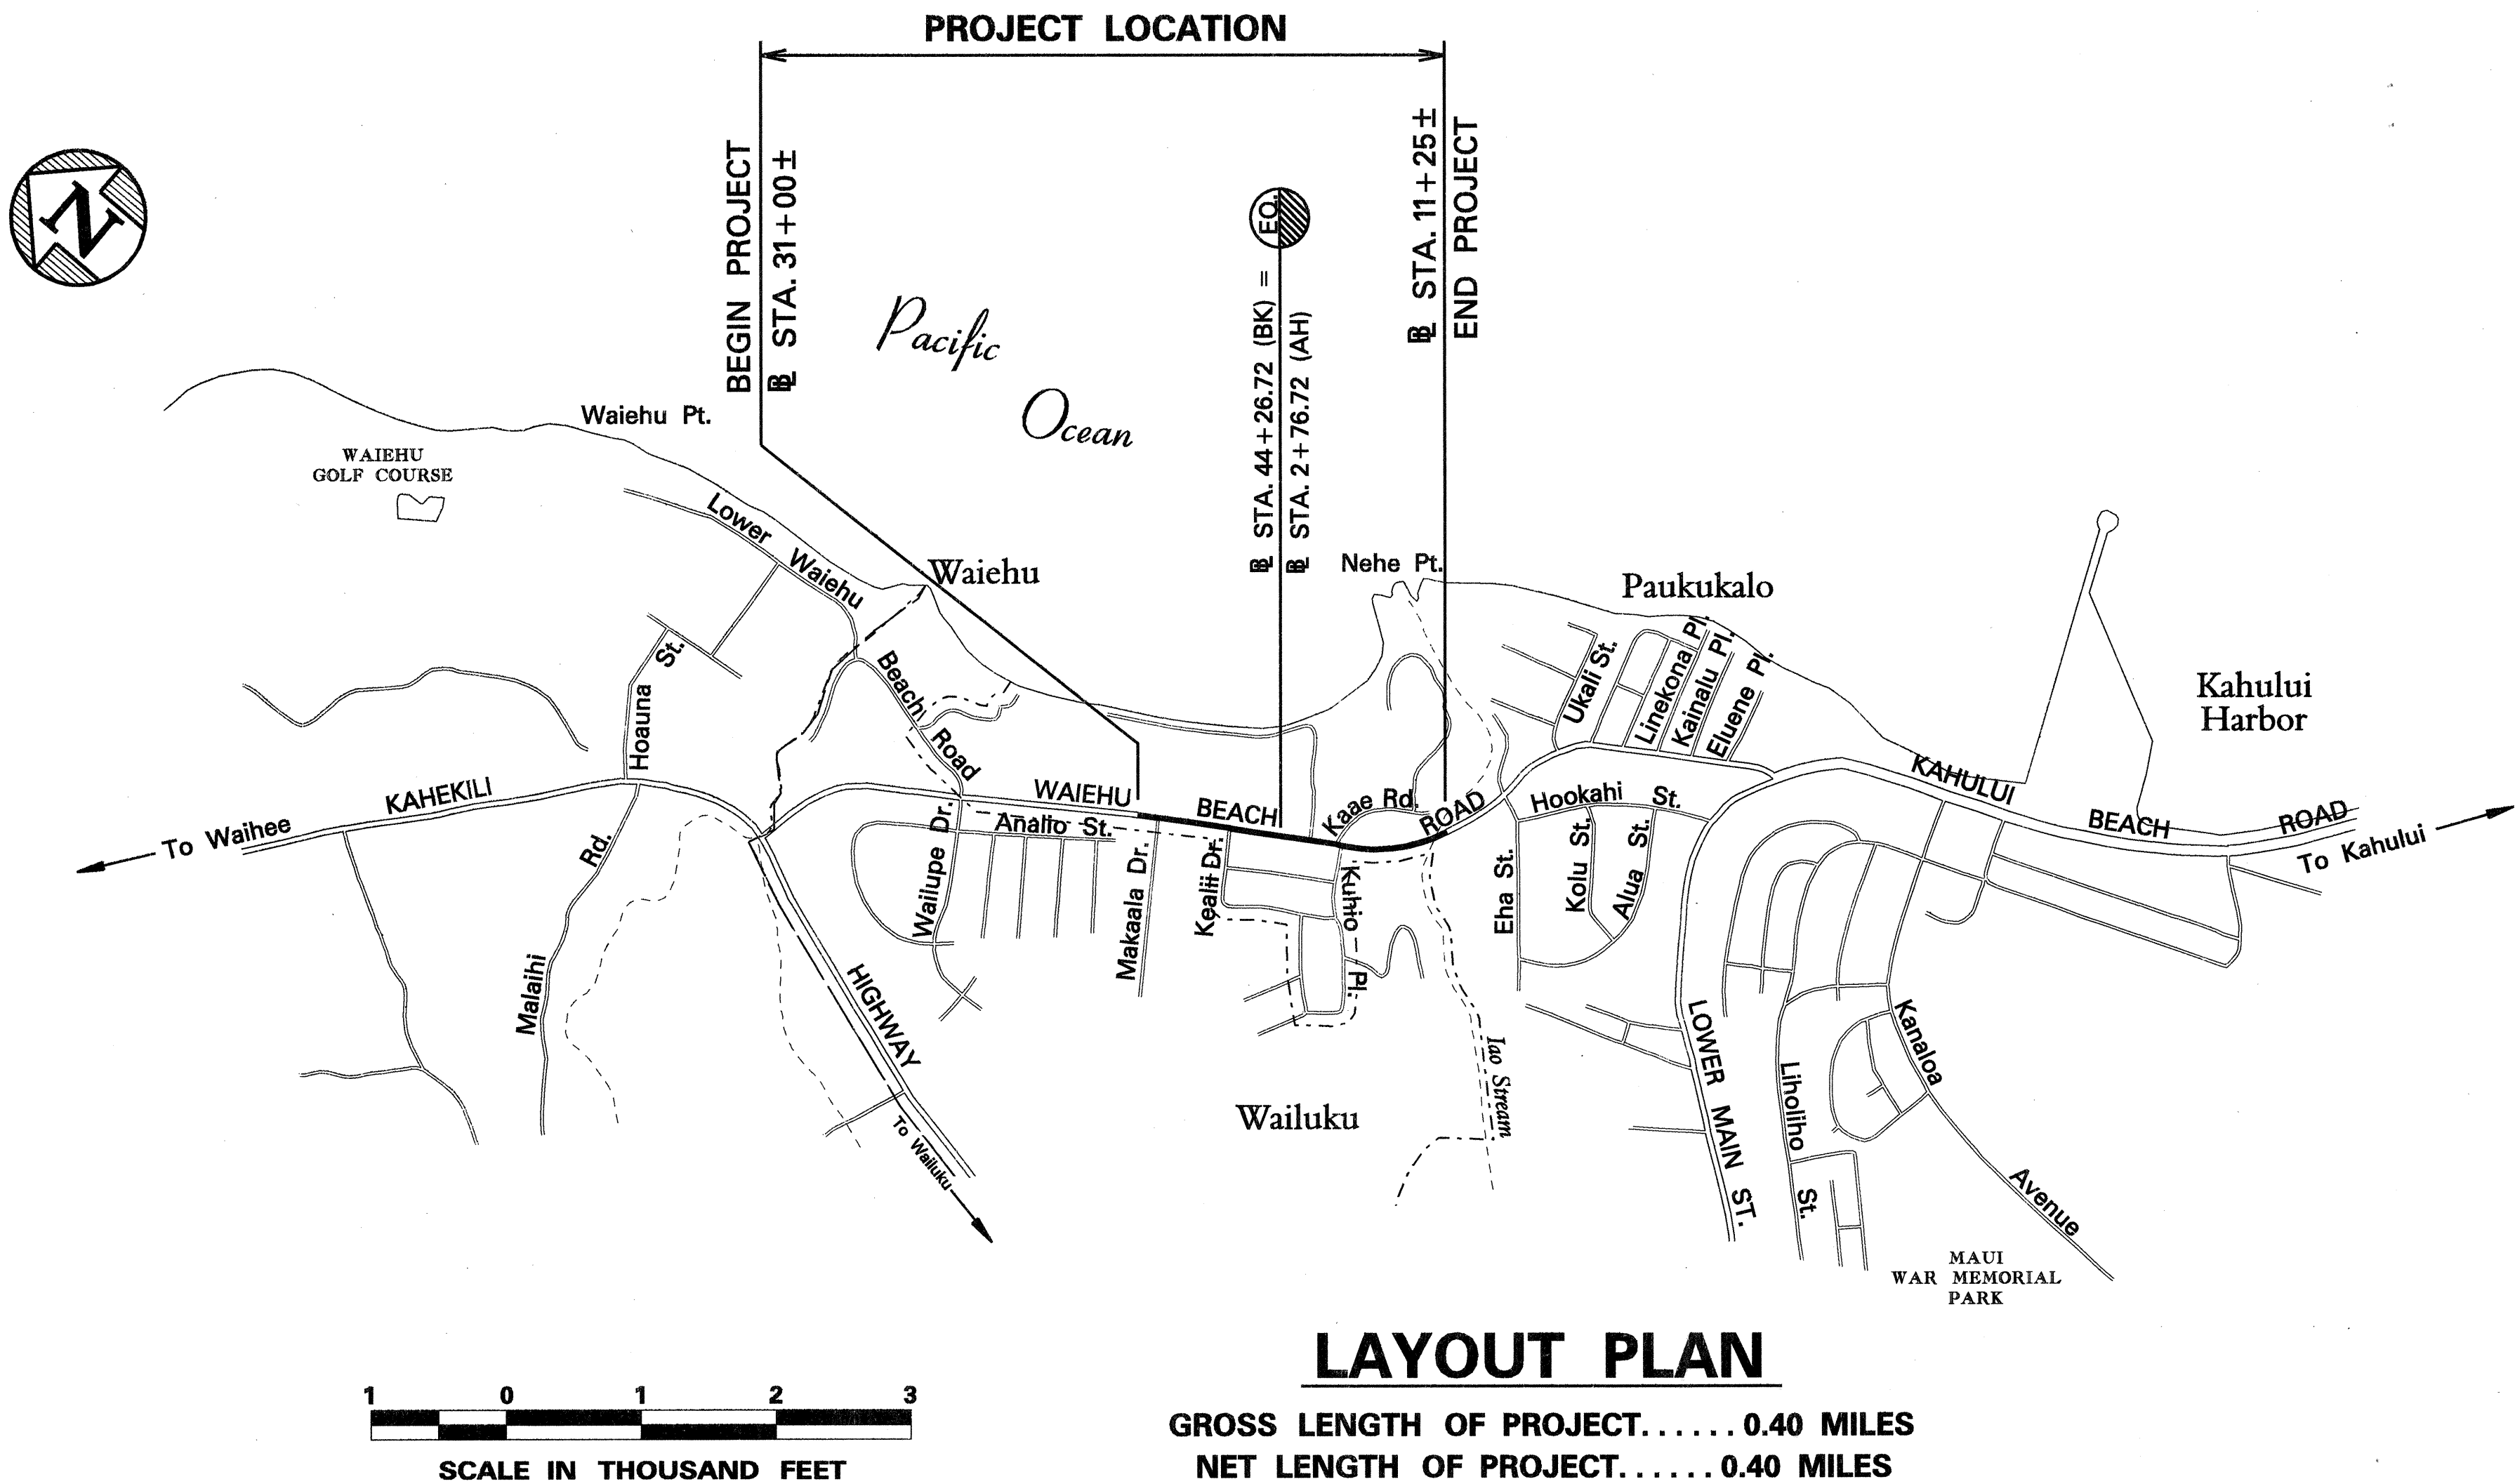 PROJECT LOCATION
BEGIN PROJECT
BL STA. 31+00±
EQ.
BL STA. 44+26.72 (BK) =
BL STA. 2+76.72 (AH)
BL STA. 11+25±
END PROJECT
N
Pacific
Ocean
Waiehu Pt.
WAIEHU
GOLF COURSE
Lower Waiehu Beach Road
Waiehu
Nehe Pt.
Paukukalo
Kahului
Harbor
Hoauna St.
Ukali St.
Linekona Pl.
Kainalu Pl.
Eluene Pl.
To Waihee
KAHEKILI
HIGHWAY
WAIEHU BEACH ROAD
Kaae Rd.
Hookahi St.
KAHULUI BEACH ROAD
To Kahului
Malaihi Rd.
Wailupe Dr.
Analio St.
Makaala Dr.
Kealii Dr.
Kuhio Pl.
Eha St.
Kolu St.
Alua St.
LOWER MAIN ST.
Liholiho St.
Kanaloa Avenue
Iao Stream
To Wailuku
Wailuku
MAUI
WAR MEMORIAL
PARK
LAYOUT PLAN
GROSS LENGTH OF PROJECT......0.40 MILES
NET LENGTH OF PROJECT......0.40 MILES
1 0 1 2 3
SCALE IN THOUSAND FEET